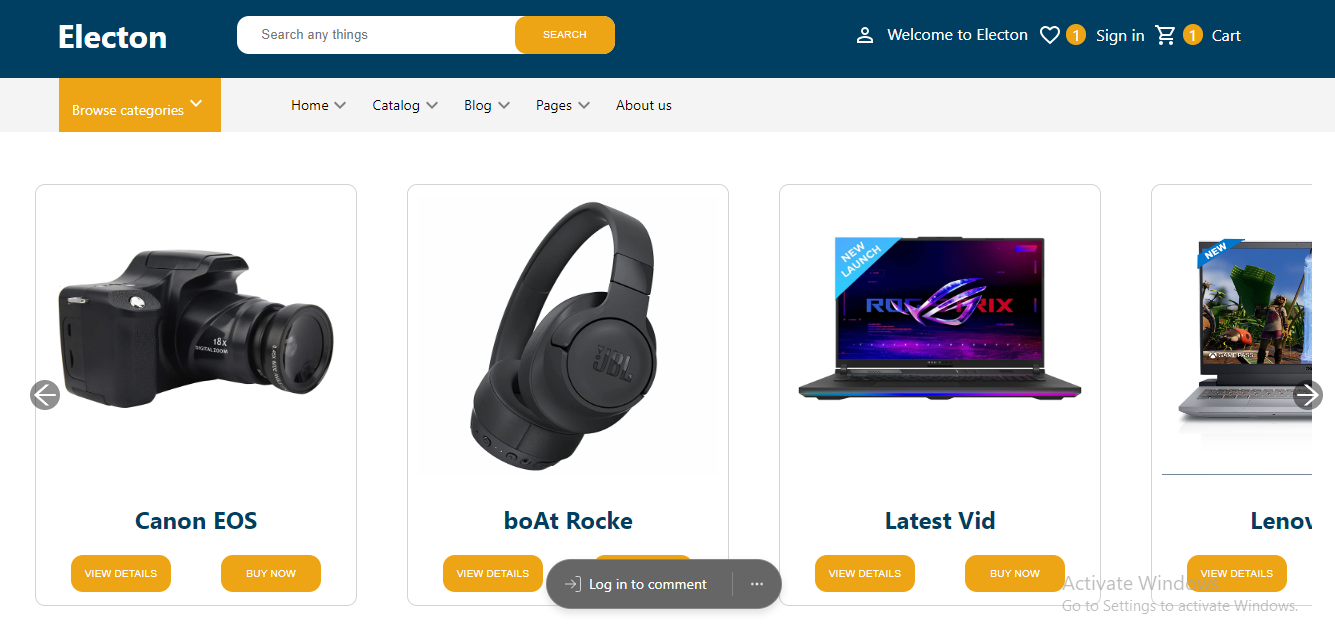 Electon
Search any things
SEARCH
Welcome to Electon
1
Sign in
1
Cart
Browse categories
Home
Catalog
Blog
Pages
About us
18x
DIGITAL ZOOM
JBL
NEW
LAUNCH
NEW
GAME PASS
Canon EOS
boAt Rocke
Latest Vid
Lenov
VIEW DETAILS
BUY NOW
VIEW DETAILS
VIEW DETAILS
BUY NOW
VIEW DETAILS
Log in to comment
Activate Windows
Go to Settings to activate Windows.